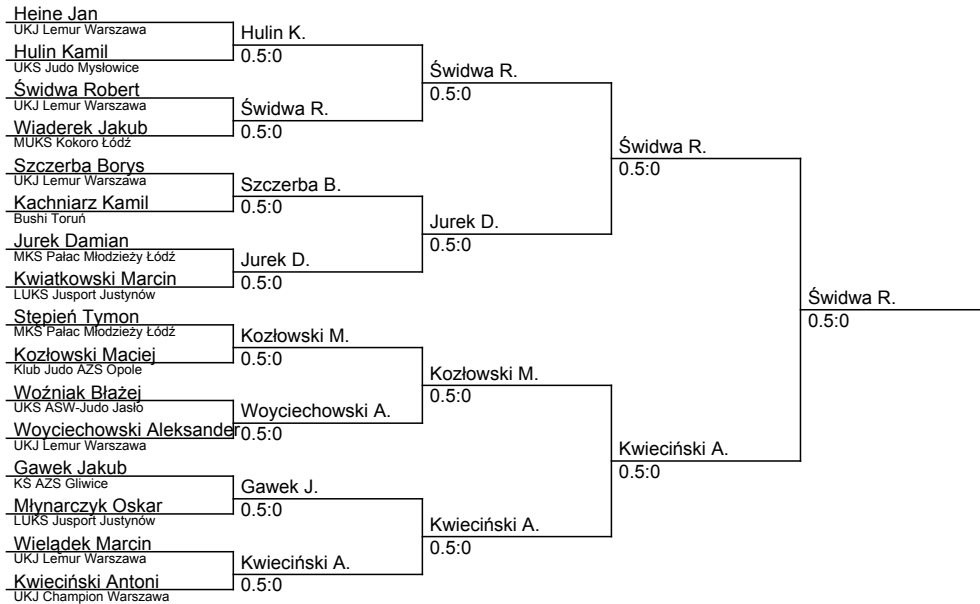 Heine Jan
UKJ Lemur Warszawa
Hulin Kamil
UKS Judo Mysłowice
Świdwa Robert
UKJ Lemur Warszawa
Wiaderek Jakub
MUKS Kokoro Łódź
Szczerba Borys
UKJ Lemur Warszawa
Kachniarz Kamil
Bushi Toruń
Jurek Damian
MKS Pałac Młodzieży Łódź
Kwiatkowski Marcin
LUKS Jusport Justynów
Stępień Tymon
MKS Pałac Młodzieży Łódź
Kozłowski Maciej
Klub Judo AZS Opole
Woźniak Błażej
UKS ASW-Judo Jasło
Woyciechowski Aleksander
UKJ Lemur Warszawa
Gawek Jakub
KS AZS Gliwice
Młynarczyk Oskar
LUKS Jusport Justynów
Wielądek Marcin
UKJ Lemur Warszawa
Kwieciński Antoni
UKJ Champion Warszawa
Hulin K.
0.5:0
Świdwa R.
0.5:0
Szczerba B.
0.5:0
Jurek D.
0.5:0
Kozłowski M.
0.5:0
Woyciechowski A.
0.5:0
Gawek J.
0.5:0
Kwieciński A.
0.5:0
Świdwa R.
0.5:0
Jurek D.
0.5:0
Kozłowski M.
0.5:0
Kwieciński A.
0.5:0
Świdwa R.
0.5:0
Kwieciński A.
0.5:0
Świdwa R.
0.5:0